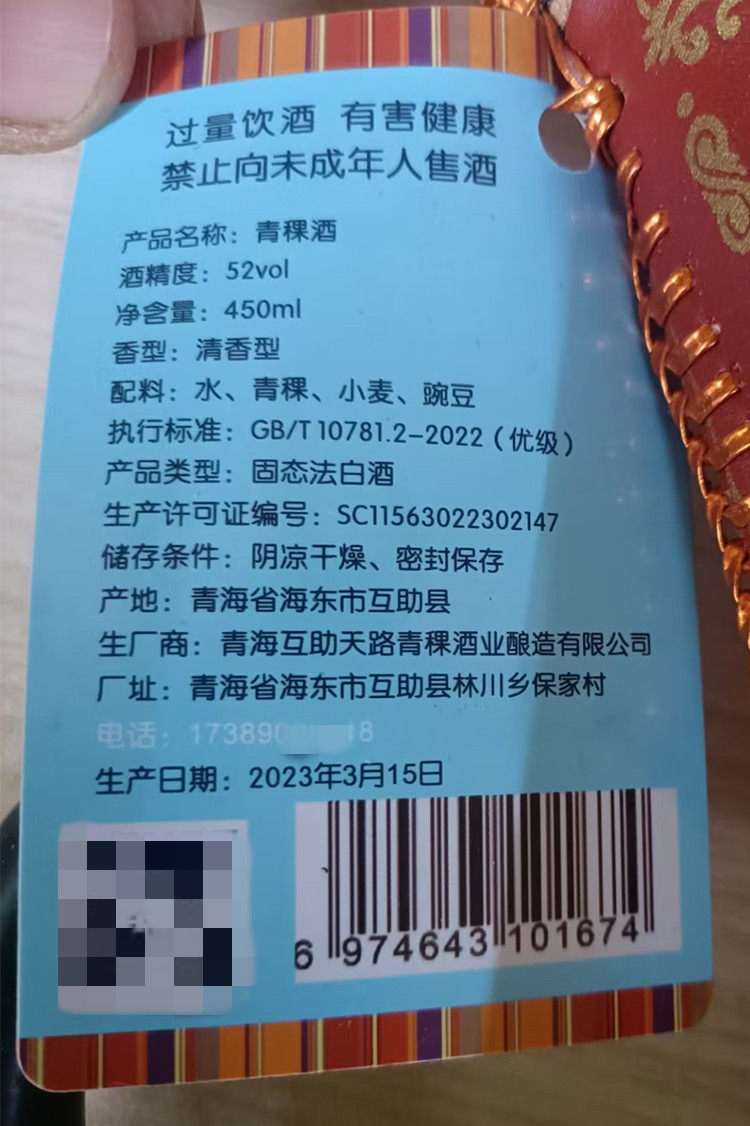 过量饮酒 有害健康
禁止向未成年人售酒
产品名称：青稞酒
酒精度：52vol
净含量：450ml
香型：清香型
配料：水、青稞、小麦、豌豆
执行标准：GB/T 10781.2-2022（优级）
产品类型：固态法白酒
生产许可证编号：SC11563022302147
储存条件：阴凉干燥、密封保存
产地：青海省海东市互助县
生厂商：青海互助天路青稞酒业酿造有限公司
厂址：青海省海东市互助县林川乡保家村
电话：
生产日期：2023年3月15日
6 974643 101674